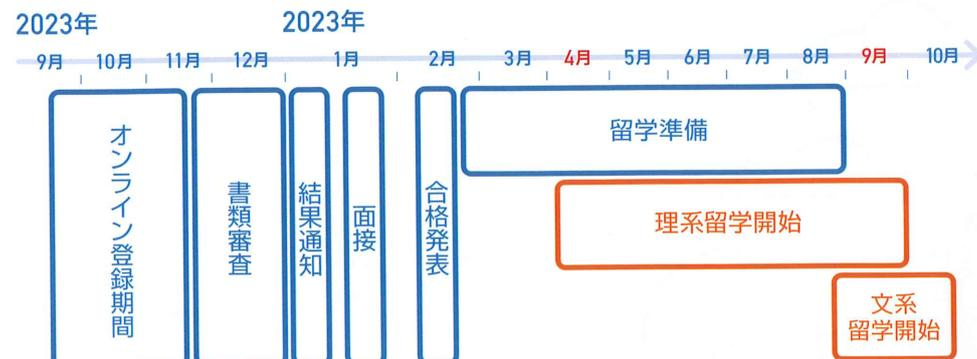 2023年
2023年
9月
10月
11月
12月
1月
2月
3月
4月
5月
6月
7月
8月
9月
10月
オンライン登録期間
書類審査
結果通知
面接
合格発表
留学準備
理系留学開始
文系
留学開始